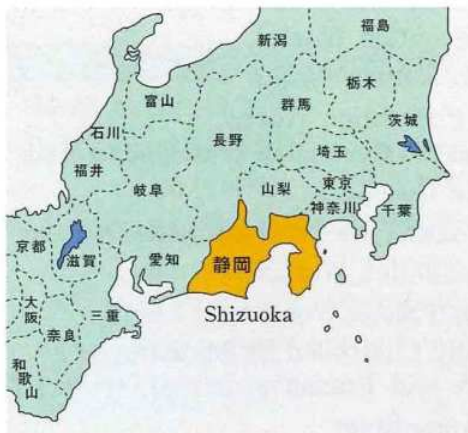 福島
新潟
栃木
富山
群馬
茨城
石川
長野
埼玉
福井
岐阜
山梨
東京
神奈川
千葉
京都
滋賀
愛知
静岡
大阪
奈良
三重
Shizuoka
和歌山